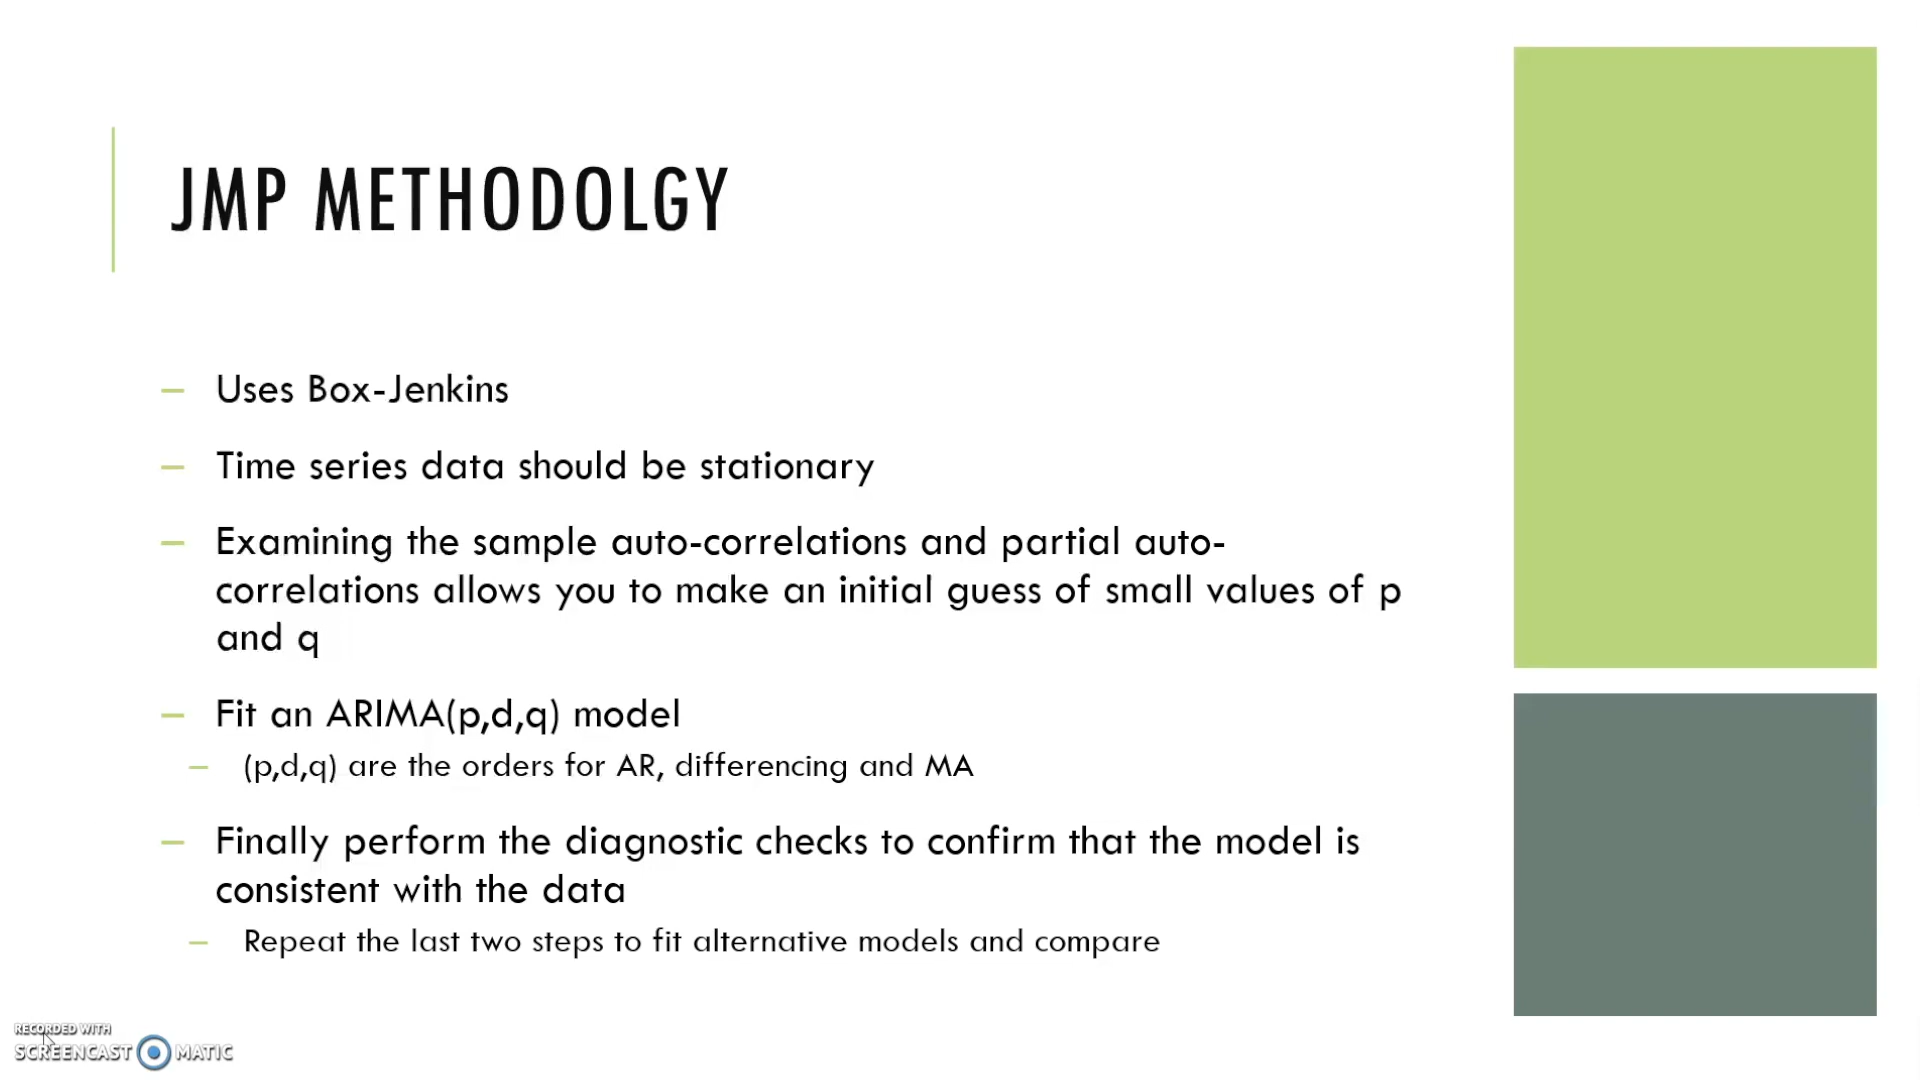 JMP METHODOLGY
– Uses Box-Jenkins
– Time series data should be stationary
– Examining the sample auto-correlations and partial auto-
correlations allows you to make an initial guess of small values of p
and q
– Fit an ARIMA(p,d,q) model
– (p,d,q) are the orders for AR, differencing and MA
– Finally perform the diagnostic checks to confirm that the model is
consistent with the data
– Repeat the last two steps to fit alternative models and compare
RECORDED WITH
SCREENCAST MATIC